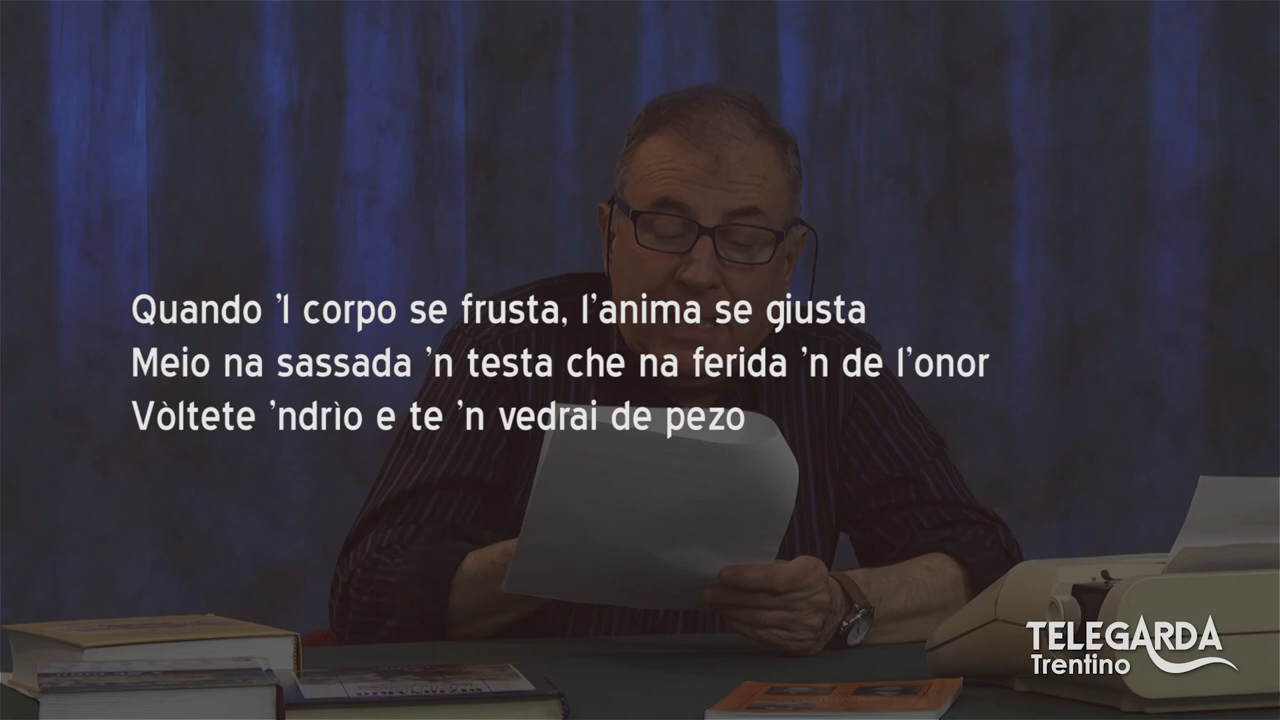 Quando 'l corpo se frusta, l'anima se giusta
Meio na sassada 'n testa che na ferida 'n de l'onor
Vòltete 'ndrìo e te 'n vedrai de pezo
TELEGARDA
Trentino